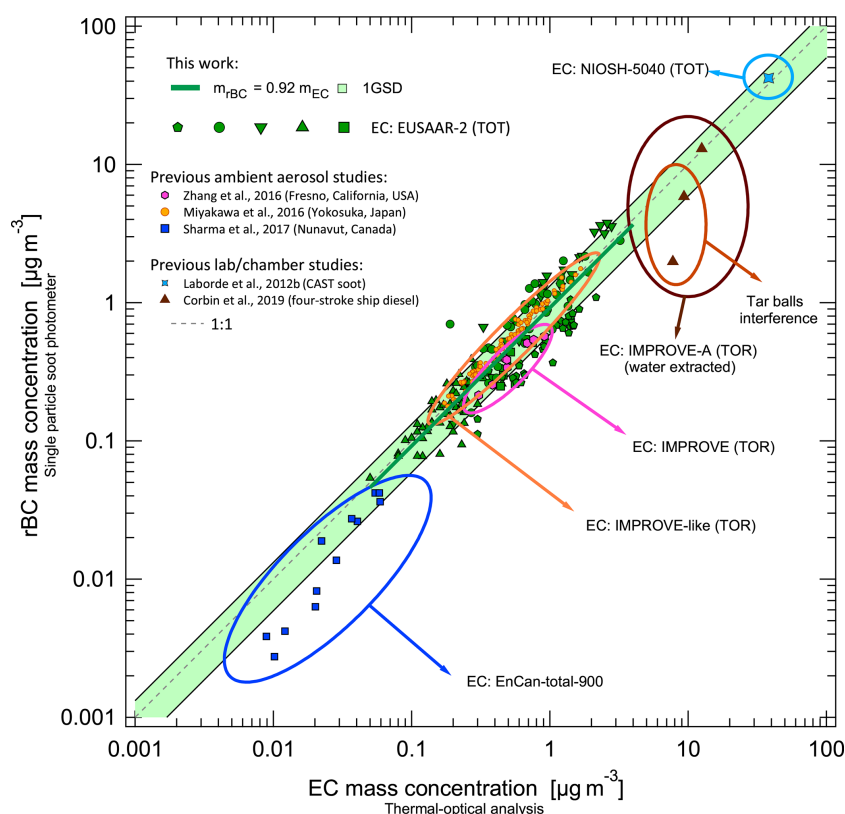 100
10
1
0.1
0.01
0.001
0.001
0.01
0.1
1
10
100
rBC mass concentration [µg m⁻³]
Single particle soot photometer
EC mass concentration [µg m⁻³]
Thermal-optical analysis
This work:
m_rBC = 0.92 m_EC
1GSD
EC: EUSAAR-2 (TOT)
Previous ambient aerosol studies:
Zhang et al., 2016 (Fresno, California, USA)
Miyakawa et al., 2016 (Yokosuka, Japan)
Sharma et al., 2017 (Nunavut, Canada)
Previous lab/chamber studies:
Laborde et al., 2012b (CAST soot)
Corbin et al., 2019 (four-stroke ship diesel)
1:1
EC: NIOSH-5040 (TOT)
Tar balls
interference
EC: IMPROVE-A (TOR)
(water extracted)
EC: IMPROVE (TOR)
EC: IMPROVE-like (TOR)
EC: EnCan-total-900